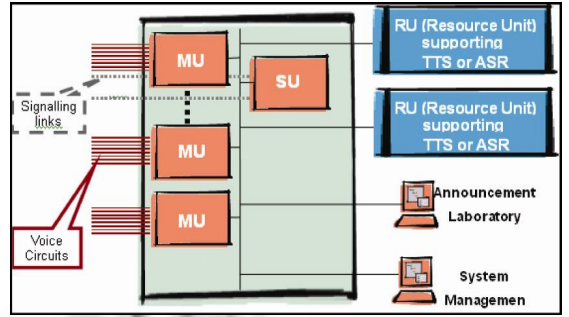 MU
SU
MU
MU
Signalling
links
Voice
Circuits
RU (Resource Unit)
supporting
TTS or ASR
RU (Resource Unit)
supporting
TTS or ASR
Announcement
Laboratory
System
Managemen